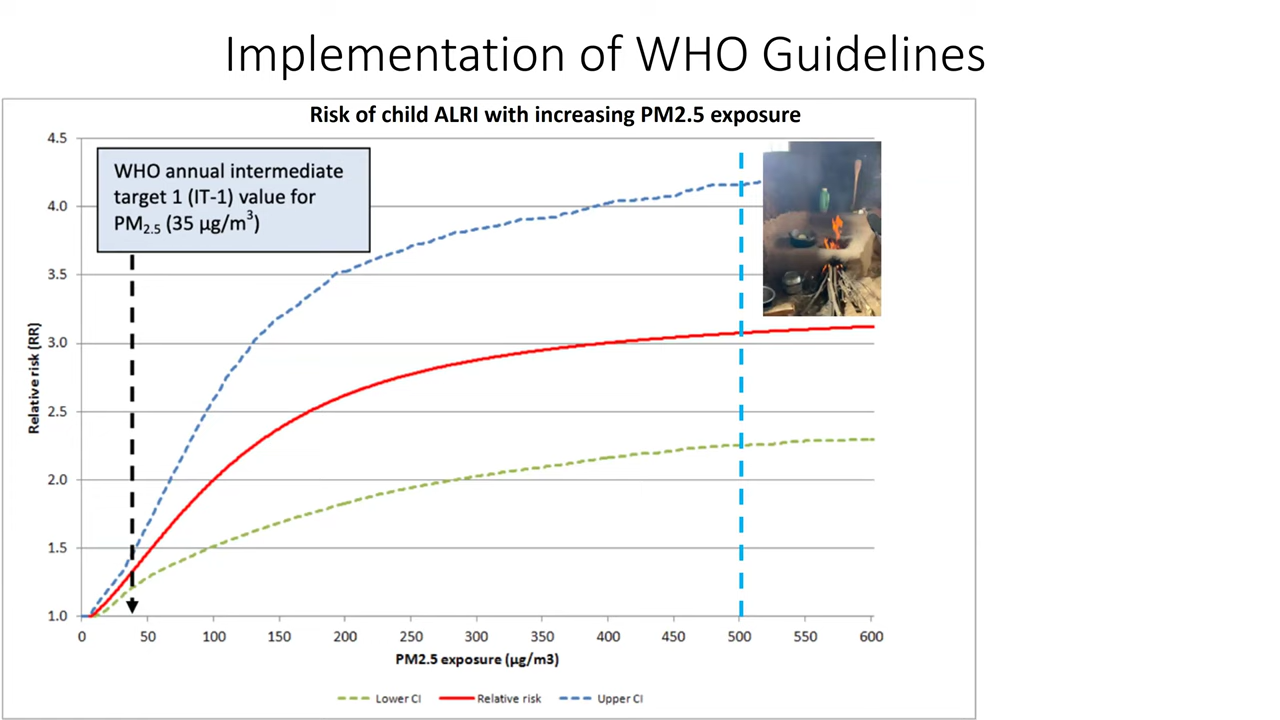 Implementation of WHO Guidelines
Risk of child ALRI with increasing PM2.5 exposure
WHO annual intermediate
target 1 (IT-1) value for
PM2.5 (35 µg/m3)
4.5
4.0
3.5
3.0
2.5
2.0
1.5
1.0
Relative risk (RR)
0 50 100 150 200 250 300 350 400 450 500 550 600
PM2.5 exposure (µg/m3)
Lower CI Relative risk Upper CI